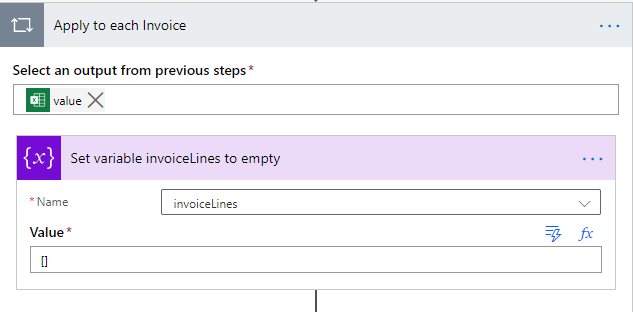 Apply to each Invoice
Select an output from previous steps *
value
{x} Set variable invoiceLines to empty
* Name
invoiceLines
Value *
fx
[]